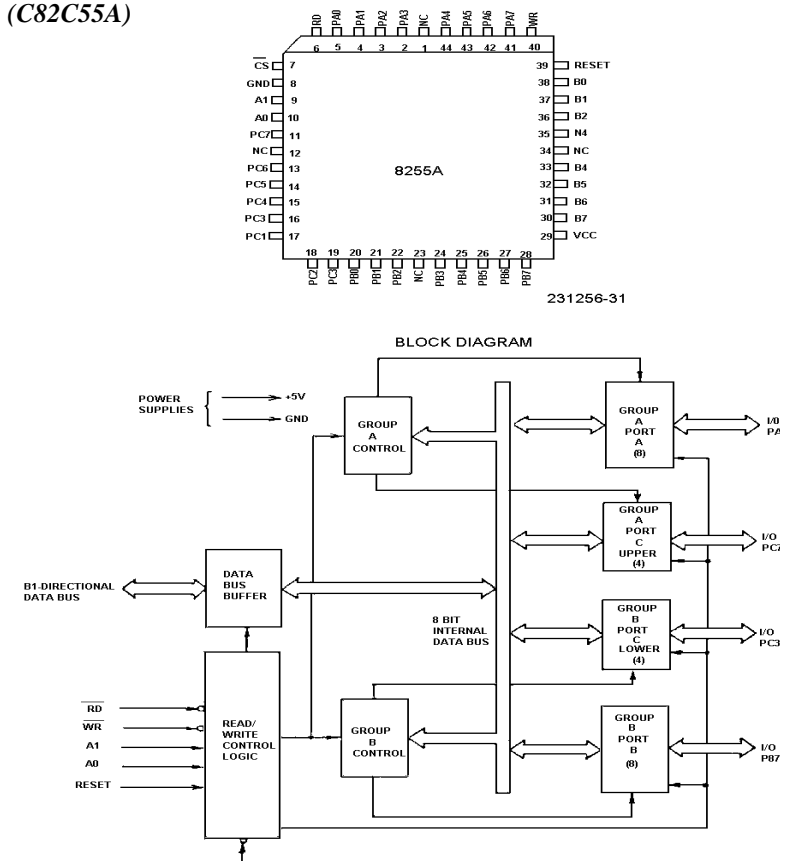 (C82C55A)
RD PA0 PA1 PA2 PA3 NC PA4 PA5 PA6 PA7 WR
6 5 4 3 2 1 44 43 42 41 40
CS 7
GND 8
A1 9
A0 10
PC7 11
NC 12
PC6 13
PC5 14
PC4 15
PC3 16
PC1 17
39 RESET
38 B0
37 B1
36 B2
35 N4
34 NC
33 B4
32 B5
31 B6
30 B7
29 VCC
8255A
18 19 20 21 22 23 24 25 26 27 28
PC2 PC3 PB0 PB1 PB2 NC PB3 PB4 PB5 PB6 PB7
231256-31
BLOCK DIAGRAM
POWER
SUPPLIES
+5V
GND
GROUP
A
CONTROL
GROUP
A
PORT
A
(8)
I/0
PA
GROUP
A
PORT
C
UPPER
(4)
I/O
PC7
B1-DIRECTIONAL
DATA BUS
DATA
BUS
BUFFER
8 BIT
INTERNAL
DATA BUS
GROUP
B
PORT
C
LOWER
(4)
I/O
PC3
RD
WR
A1
A0
RESET
READ/
WRITE
CONTROL
LOGIC
GROUP
B
CONTROL
GROUP
B
PORT
B
(8)
I/O
P87